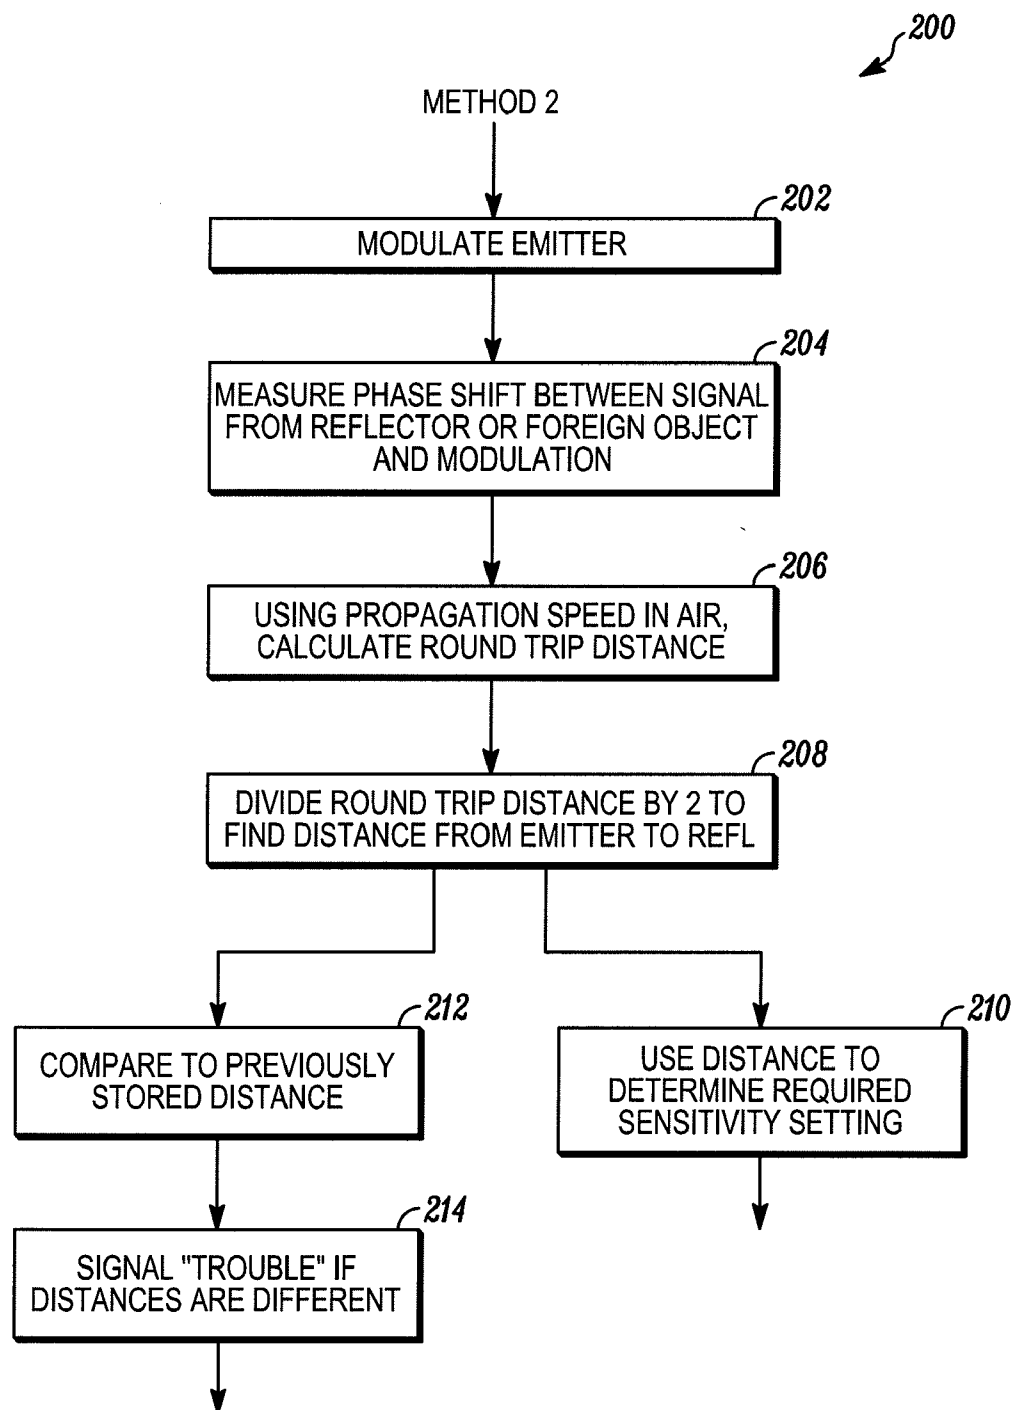 200
METHOD 2
202
MODULATE EMITTER
204
MEASURE PHASE SHIFT BETWEEN SIGNAL
FROM REFLECTOR OR FOREIGN OBJECT
AND MODULATION
206
USING PROPAGATION SPEED IN AIR,
CALCULATE ROUND TRIP DISTANCE
208
DIVIDE ROUND TRIP DISTANCE BY 2 TO
FIND DISTANCE FROM EMITTER TO REFL
212
COMPARE TO PREVIOUSLY
STORED DISTANCE
210
USE DISTANCE TO
DETERMINE REQUIRED
SENSITIVITY SETTING
214
SIGNAL "TROUBLE" IF
DISTANCES ARE DIFFERENT